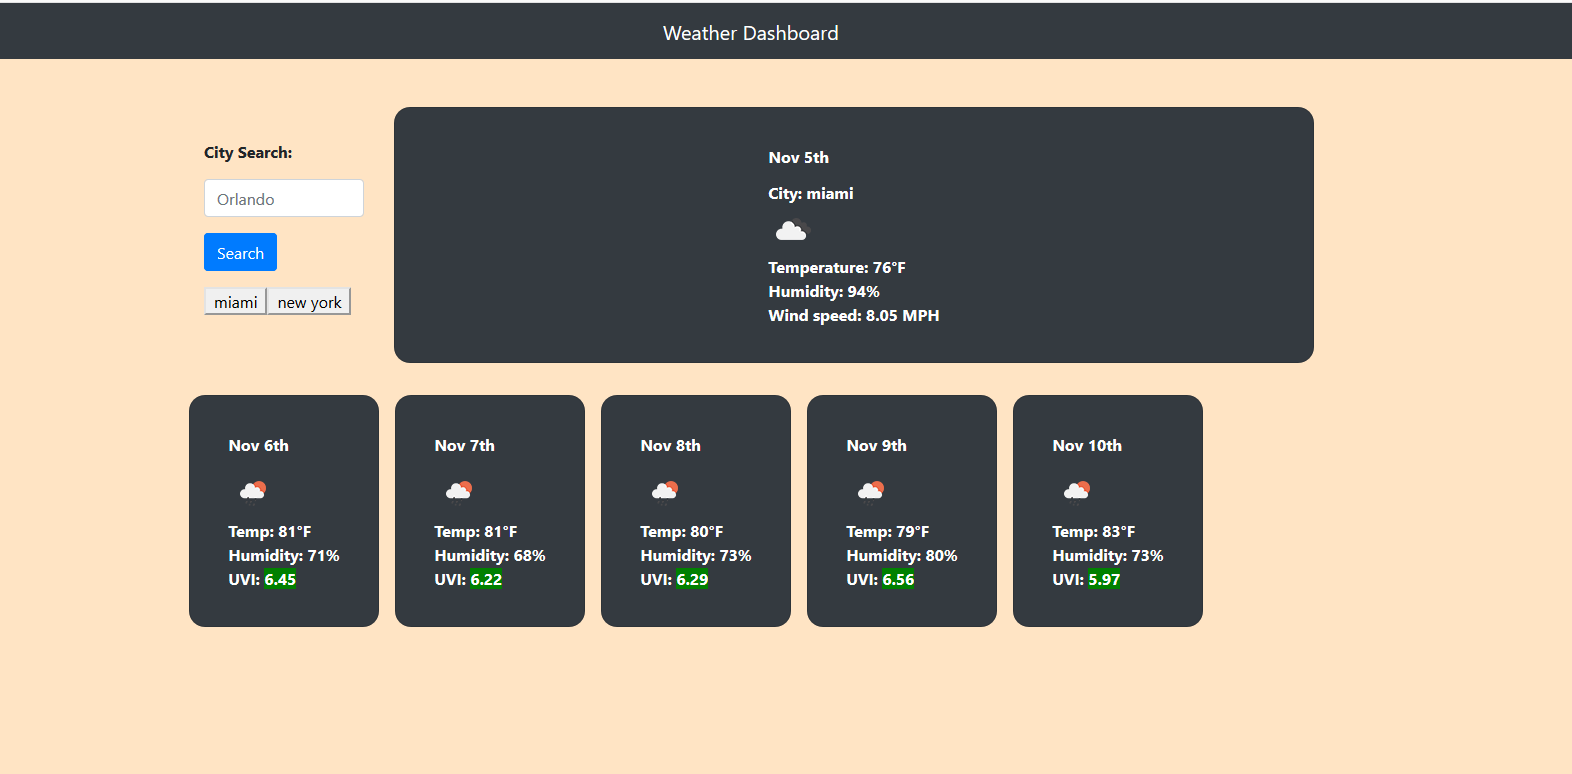 Weather Dashboard
City Search:
Orlando
Search
miami
new york
Nov 5th
City: miami
Temperature: 76°F
Humidity: 94%
Wind speed: 8.05 MPH
Nov 6th
Temp: 81°F
Humidity: 71%
UVI: 6.45
Nov 7th
Temp: 81°F
Humidity: 68%
UVI: 6.22
Nov 8th
Temp: 80°F
Humidity: 73%
UVI: 6.29
Nov 9th
Temp: 79°F
Humidity: 80%
UVI: 6.56
Nov 10th
Temp: 83°F
Humidity: 73%
UVI: 5.97